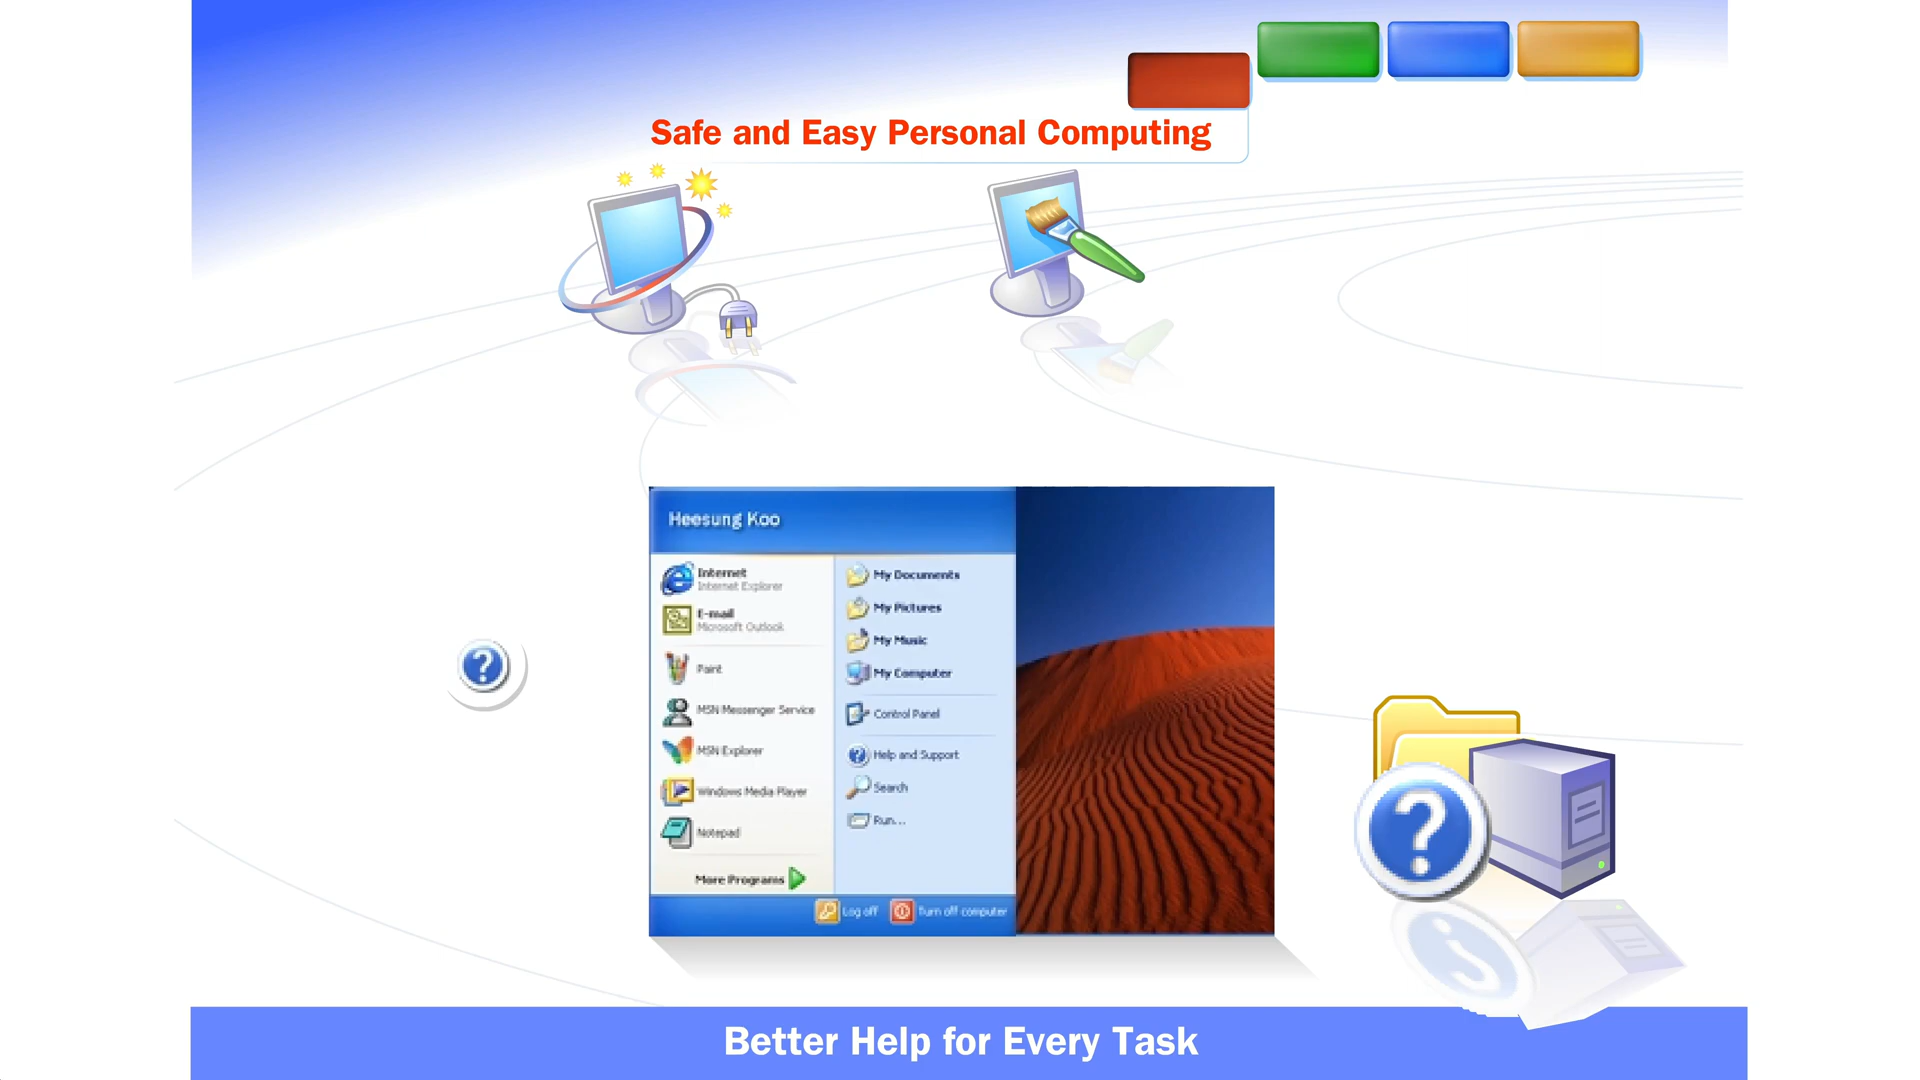 Safe and Easy Personal Computing
Heesung Koo
Internet
Internet Explorer
E-mail
Microsoft Outlook
Paint
MSN Messenger Service
MSN Explorer
Windows Media Player
Notepad
More Programs
My Documents
My Pictures
My Music
My Computer
Control Panel
Help and Support
Search
Run...
Log off
Turn off computer
Better Help for Every Task